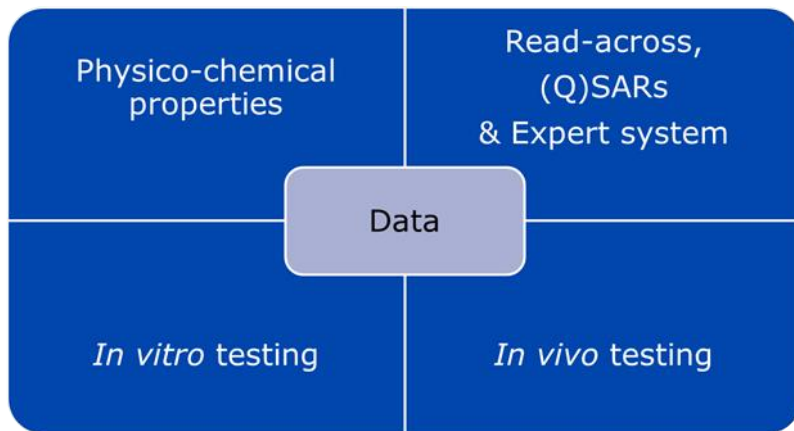 Physico-chemical
properties
Read-across,
(Q)SARs
& Expert system
Data
In vitro testing
In vivo testing